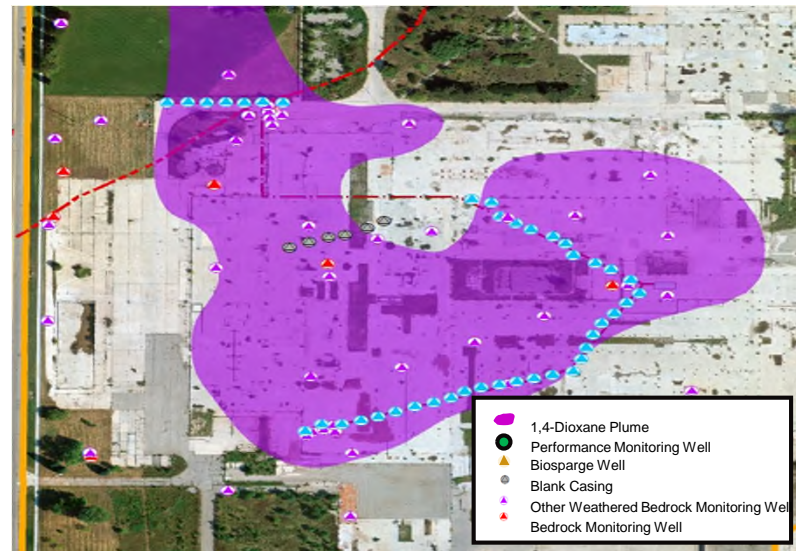 1,4-Dioxane Plume
Performance Monitoring Well
Biosparge Well
Blank Casing
Other Weathered Bedrock Monitoring Wel
Bedrock Monitoring Well